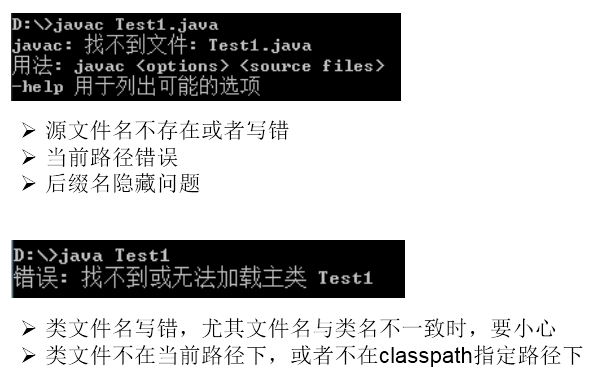 D:\>javac Test1.java
javac: 找不到文件: Test1.java
用法: javac <options> <source files>
-help 用于列出可能的选项
➢ 源文件名不存在或者写错
➢ 当前路径错误
➢ 后缀名隐藏问题
D:\>java Test1
错误: 找不到或无法加载主类 Test1
➢ 类文件名写错，尤其文件名与类名不一致时，要小心
➢ 类文件不在当前路径下，或者不在classpath指定路径下